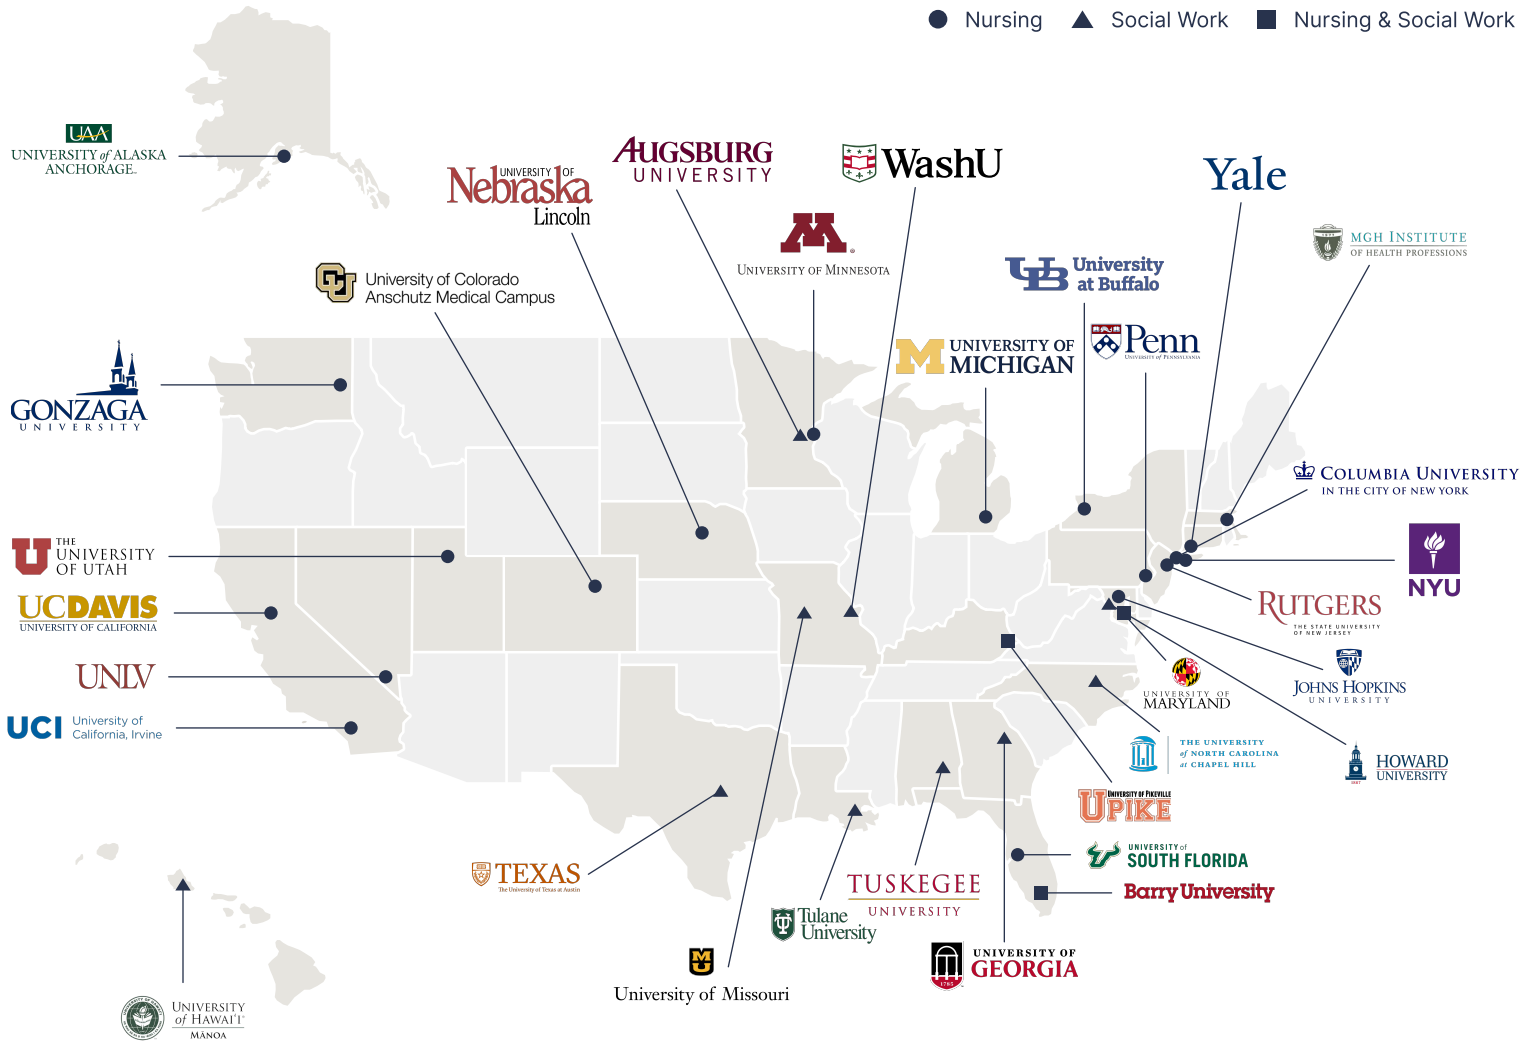 Nursing
Social Work
Nursing & Social Work
UAA
UNIVERSITY of ALASKA
ANCHORAGE
UNIVERSITY OF
Nebraska
Lincoln
AUGSBURG
UNIVERSITY
WashU
M
UNIVERSITY OF MINNESOTA
Yale
MGH INSTITUTE
OF HEALTH PROFESSIONS
CU
University of Colorado
Anschutz Medical Campus
UB
University
at Buffalo
M
UNIVERSITY OF
MICHIGAN
Penn
UNIVERSITY of PENNSYLVANIA
GONZAGA
UNIVERSITY
COLUMBIA UNIVERSITY
IN THE CITY OF NEW YORK
U
THE
UNIVERSITY
OF UTAH
NYU
UCDAVIS
UNIVERSITY OF CALIFORNIA
RUTGERS
THE STATE UNIVERSITY
OF NEW JERSEY
UNLV
UNIVERSITY OF
MARYLAND
JOHNS HOPKINS
UNIVERSITY
UCI
University of
California, Irvine
THE UNIVERSITY
of NORTH CAROLINA
at CHAPEL HILL
HOWARD
UNIVERSITY
UNIVERSITY OF PIKEVILLE
UPIKE
UNIVERSITY of
SOUTH FLORIDA
TEXAS
The University of Texas at Austin
TUSKEGEE
UNIVERSITY
Barry University
Tulane
University
MU
University of Missouri
1785
UNIVERSITY OF
GEORGIA
UNIVERSITY
of HAWAI‘I®
MĀNOA